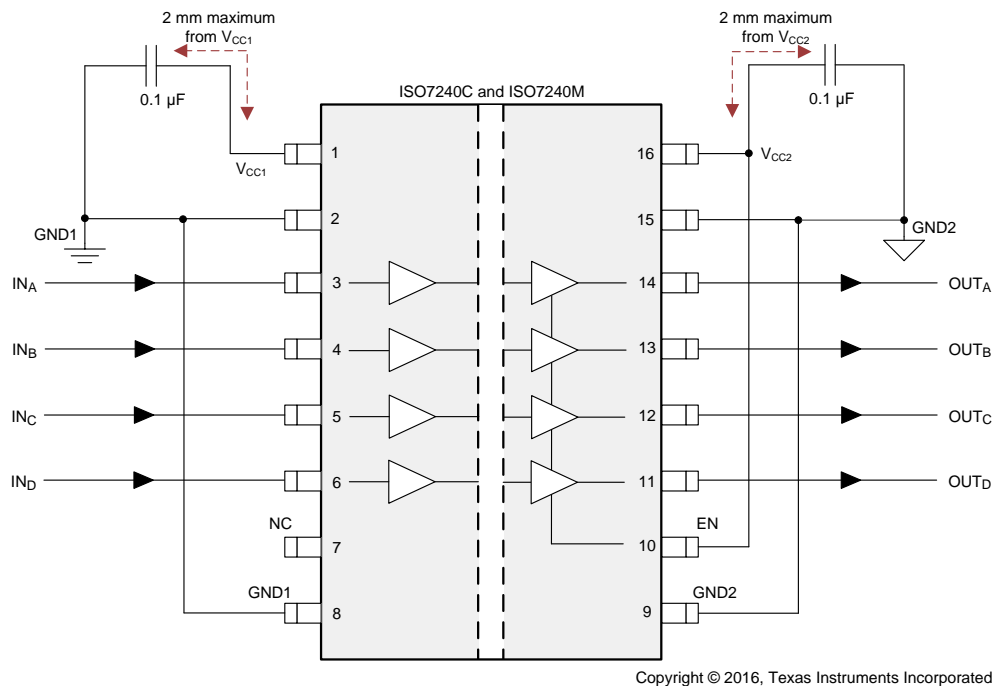 2 mm maximum
from VCC1
2 mm maximum
from VCC2
0.1 µF
0.1 µF
ISO7240C and ISO7240M
VCC1
1
16
VCC2
2
15
GND1
GND2
INA
3
14
OUTA
INB
4
13
OUTB
INC
5
12
OUTC
IND
6
11
OUTD
NC
7
10
EN
GND1
8
9
GND2
Copyright © 2016, Texas Instruments Incorporated